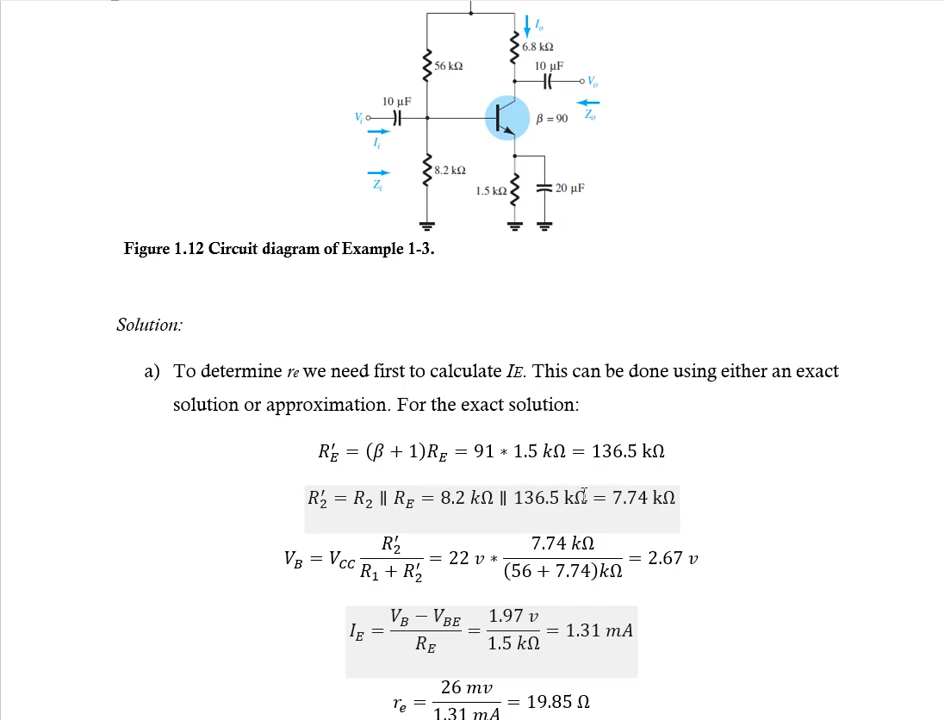 I_o
6.8 kΩ
56 kΩ
10 μF
V_o
10 μF
V_i
β = 90
Z_o
I_i
8.2 kΩ
Z_i
1.5 kΩ
20 μF
Figure 1.12 Circuit diagram of Example 1-3.
Solution:
a) To determine re we need first to calculate IE. This can be done using either an exact
solution or approximation. For the exact solution:
R'_E = (β + 1)R_E = 91 * 1.5 kΩ = 136.5 kΩ
R'_2 = R_2 ∥ R_E = 8.2 kΩ ∥ 136.5 kΩ = 7.74 kΩ
V_B = V_CC R'_2 / (R_1 + R'_2) = 22 v * 7.74 kΩ / (56 + 7.74)kΩ = 2.67 v
I_E = (V_B − V_BE) / R_E = 1.97 v / 1.5 kΩ = 1.31 mA
r_e = 26 mv / 1.31 mA = 19.85 Ω